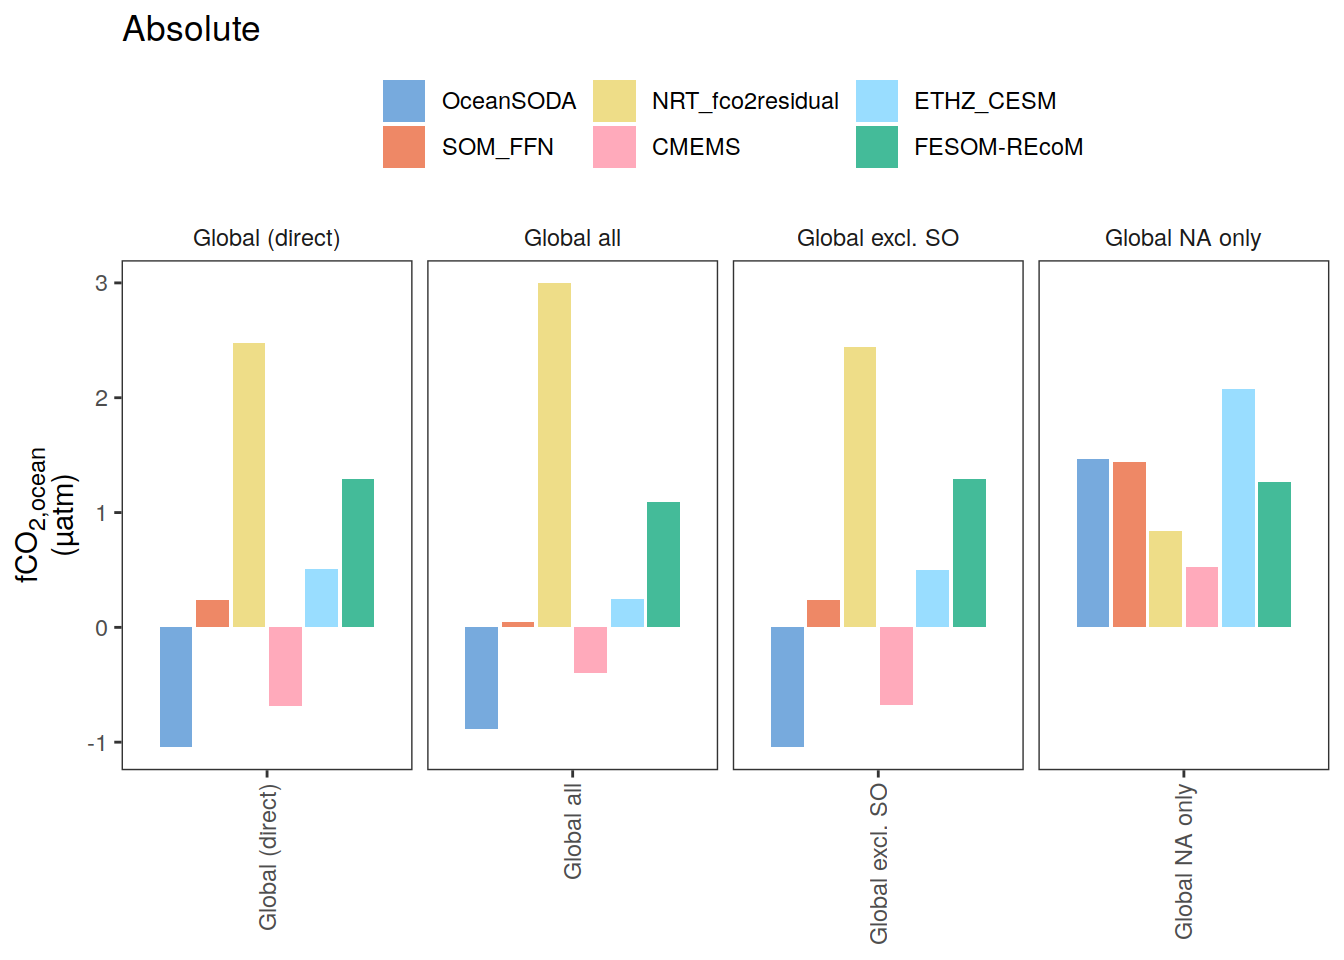 Absolute
OceanSODA NRT_fco2residual ETHZ_CESM
SOM_FFN CMEMS FESOM-REcoM
Global (direct) Global all Global excl. SO Global NA only
3
2
1
0
-1
fCO2,ocean
(µatm)
Global (direct)
Global all
Global excl. SO
Global NA only